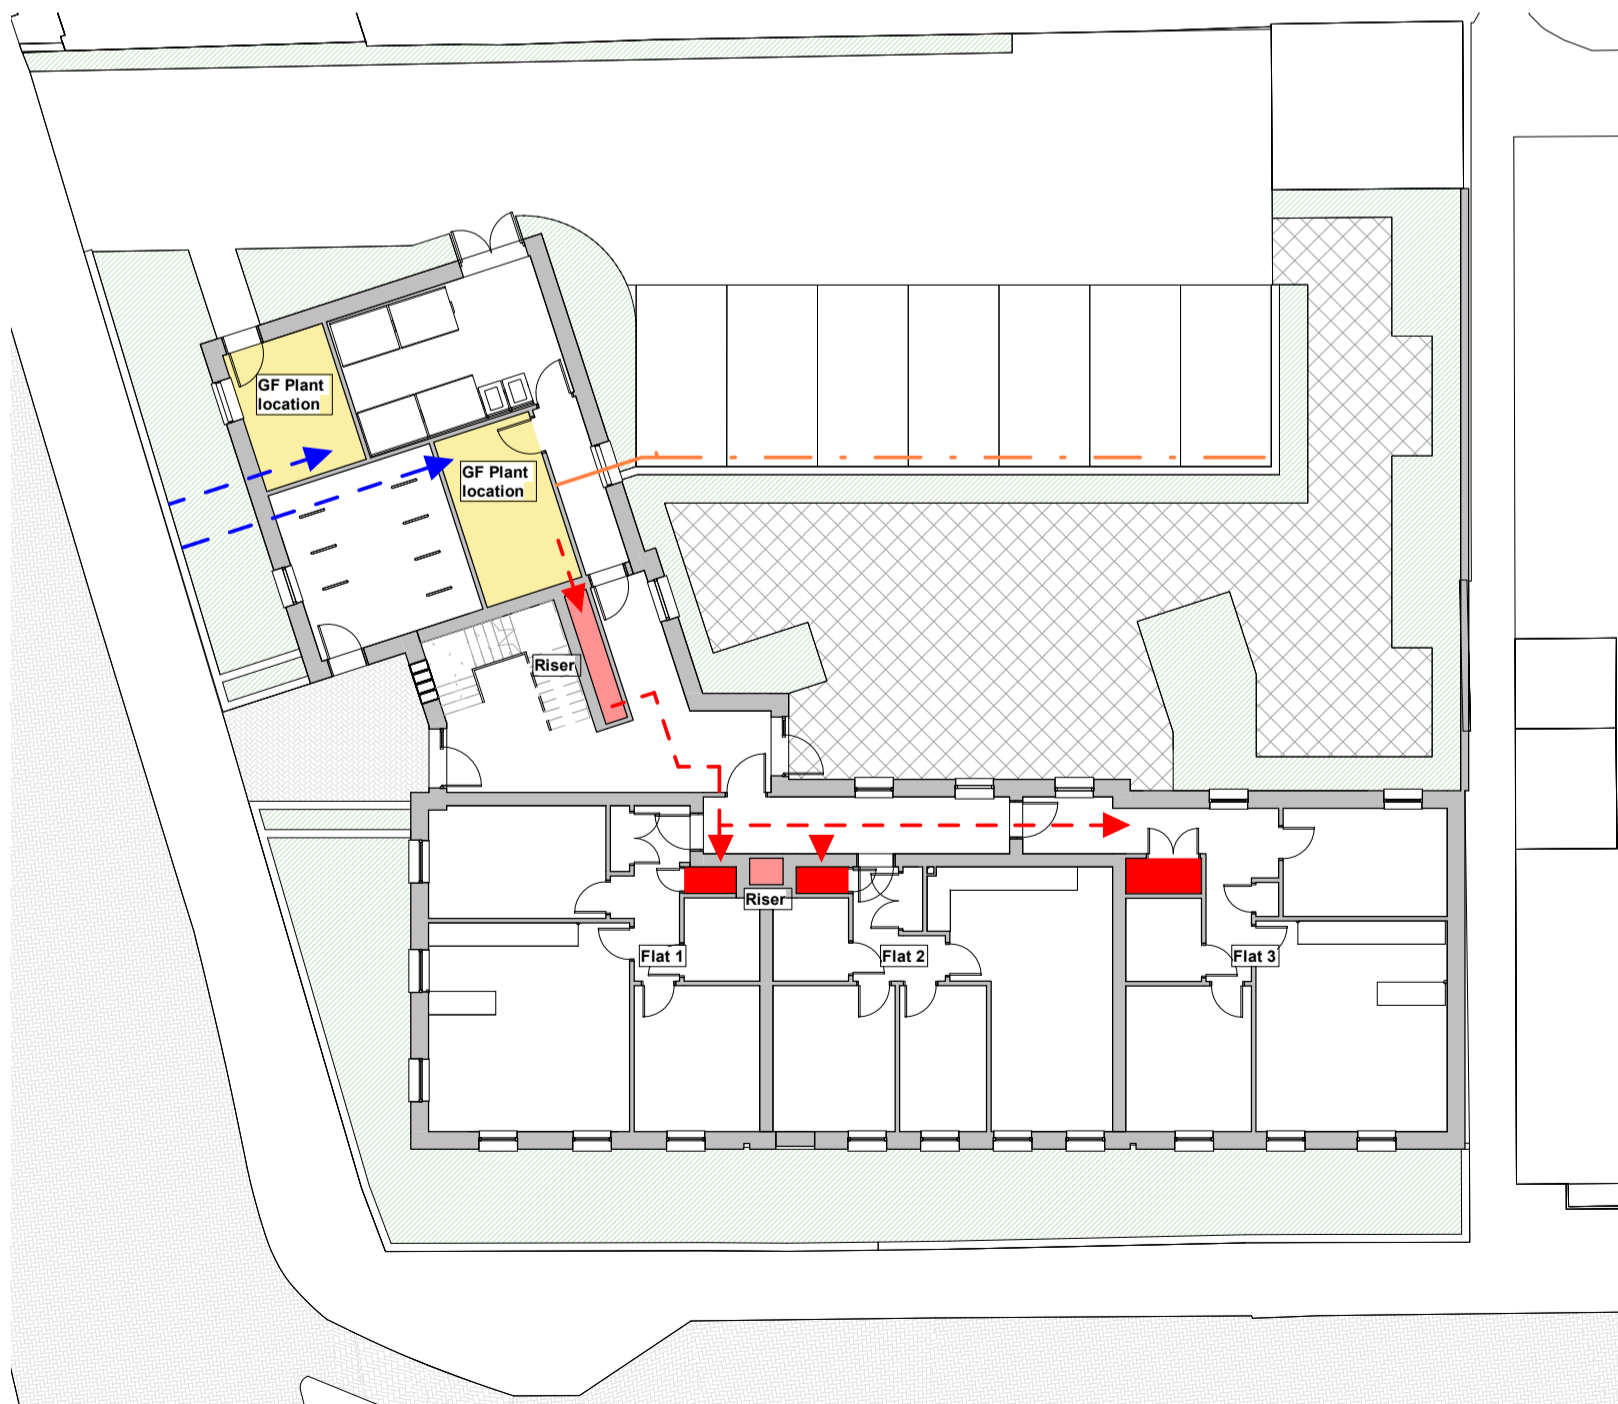 GF Plant
location
GF Plant
location
Riser
Riser
Flat 1
Flat 2
Flat 3